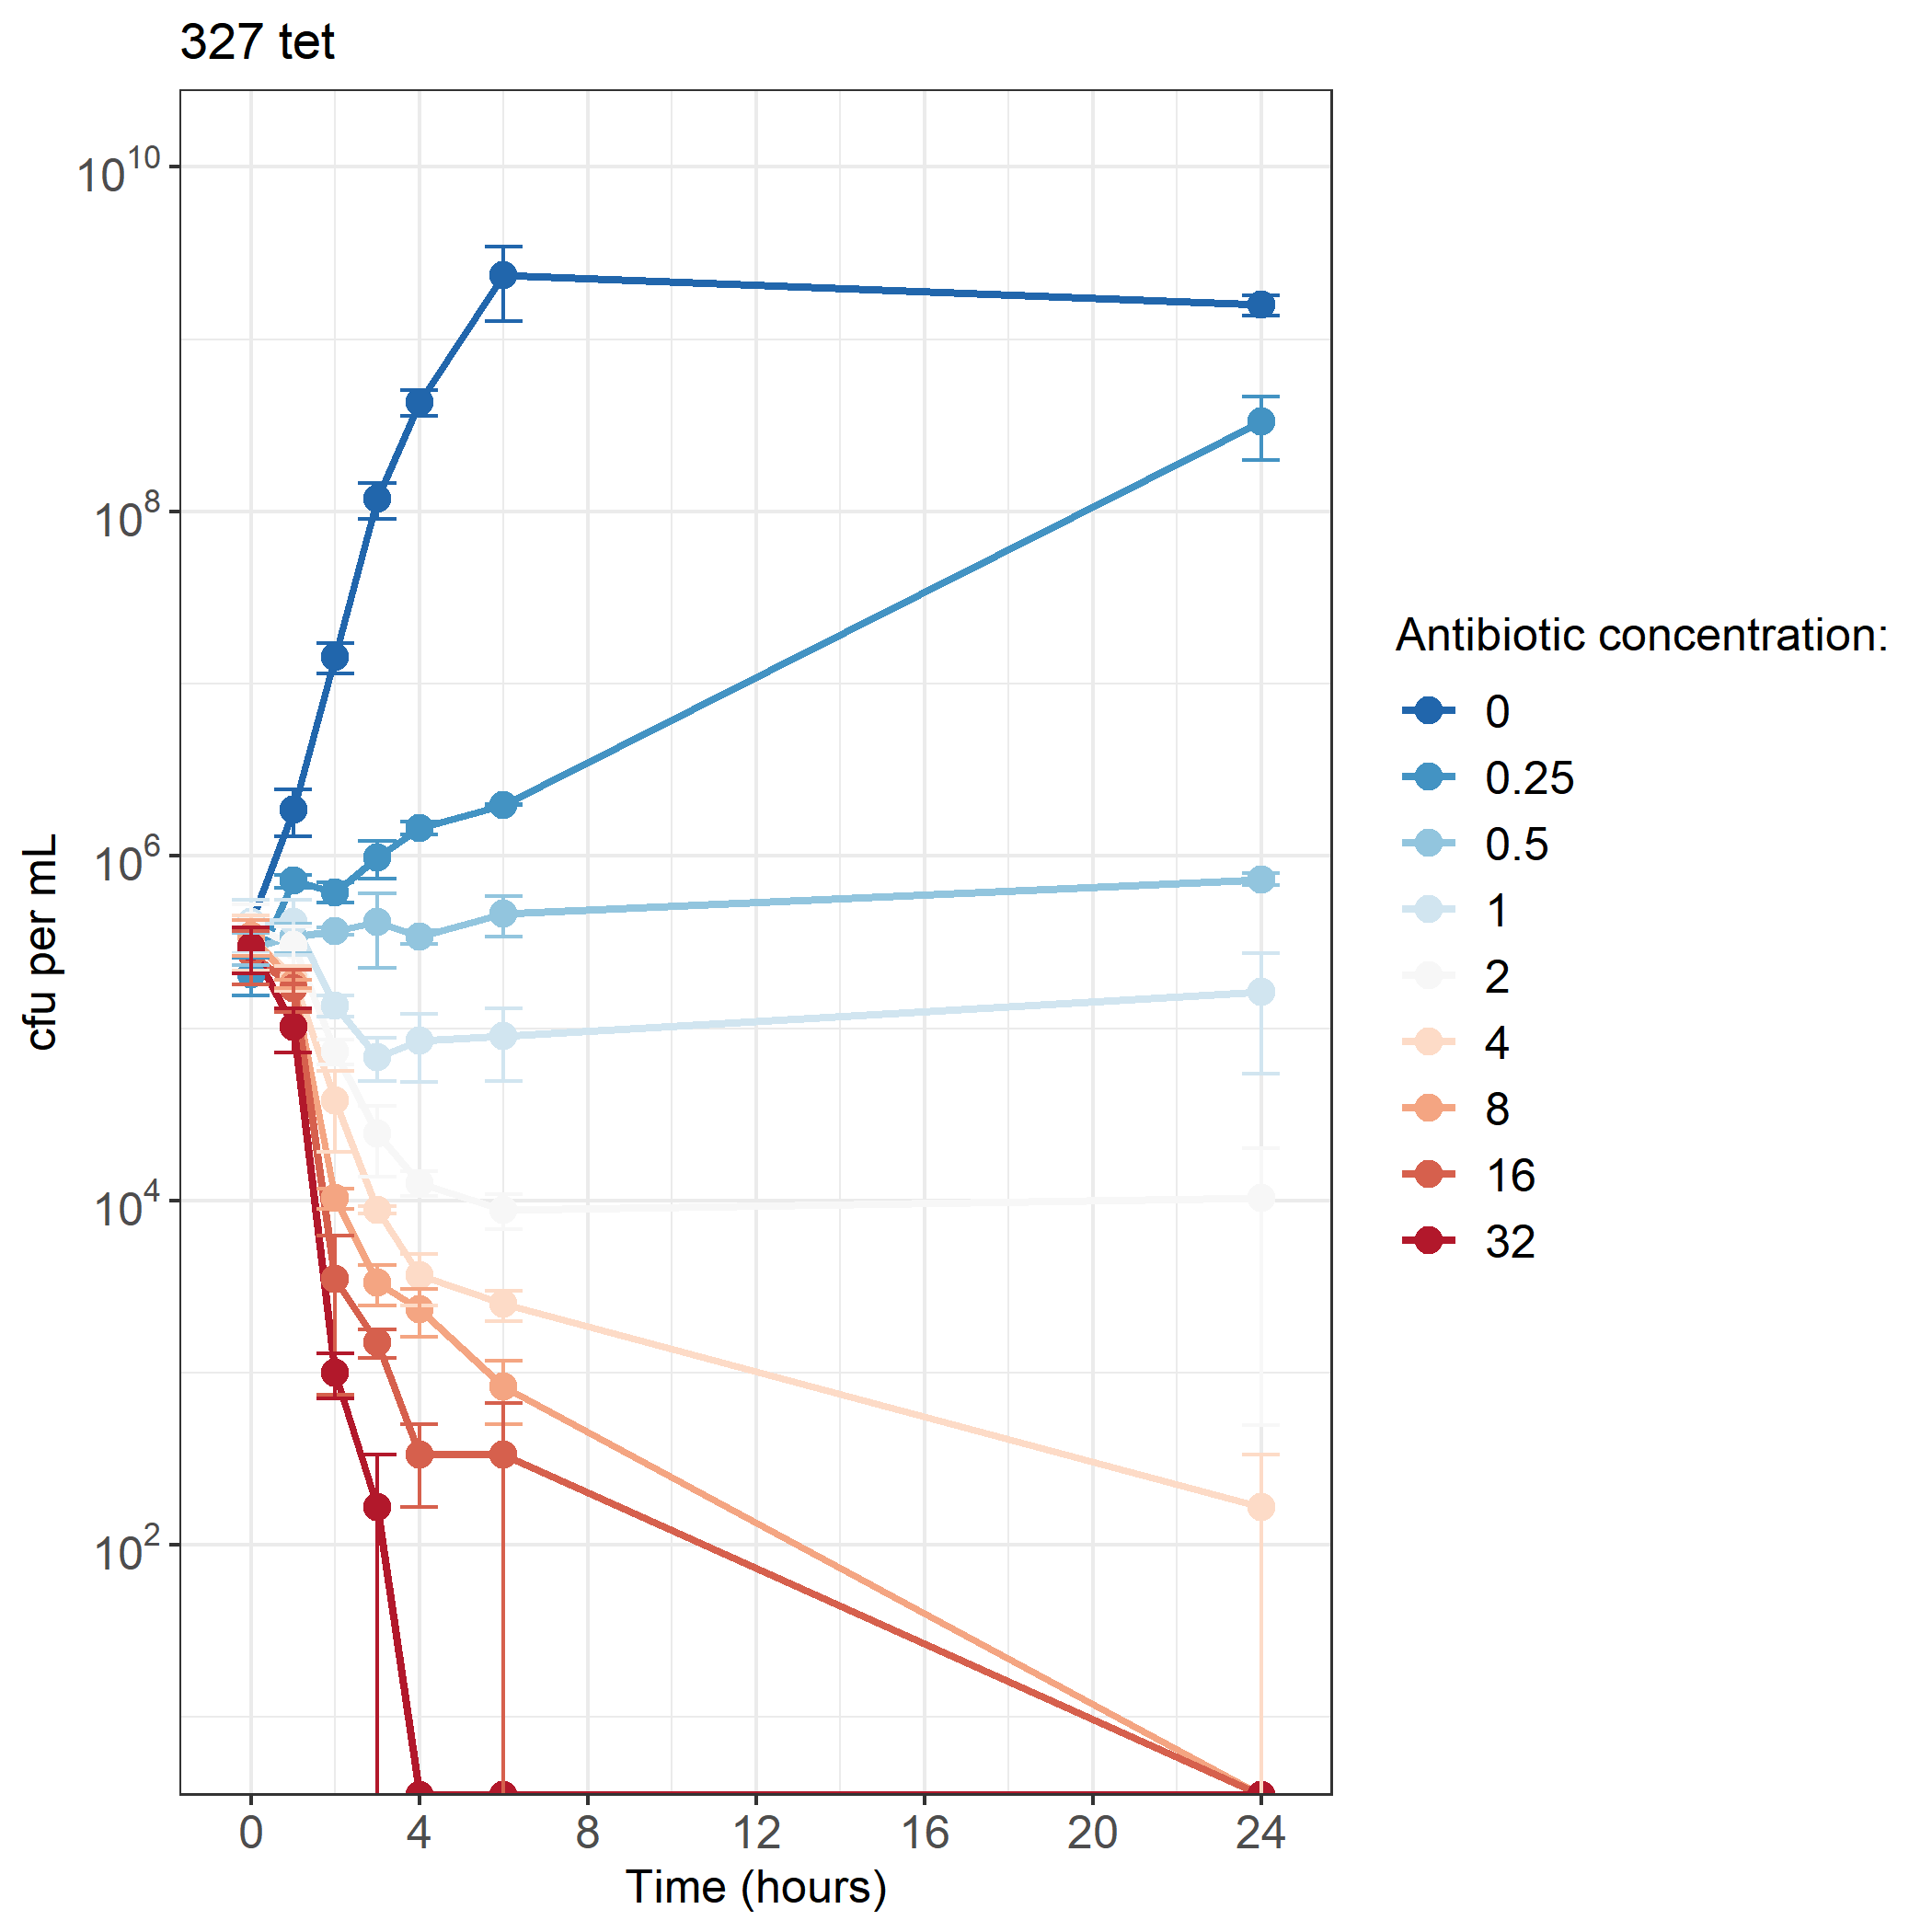 327 tet
10^10
10^8
10^6
10^4
10^2
cfu per mL
0 4 8 12 16 20 24
Time (hours)
Antibiotic concentration:
0
0.25
0.5
1
2
4
8
16
32